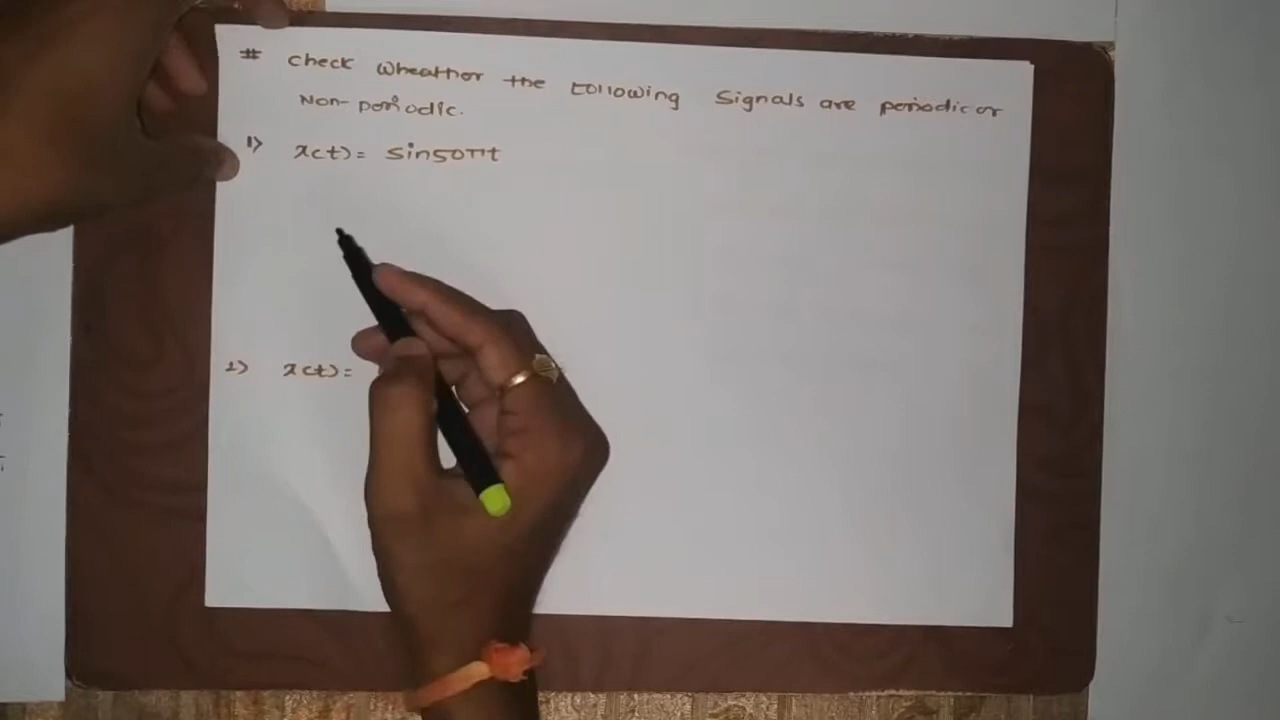 # check wheather the following signals are periodic or
Non-periodic.
1) x(t) = sin50πt
2) x(t) =